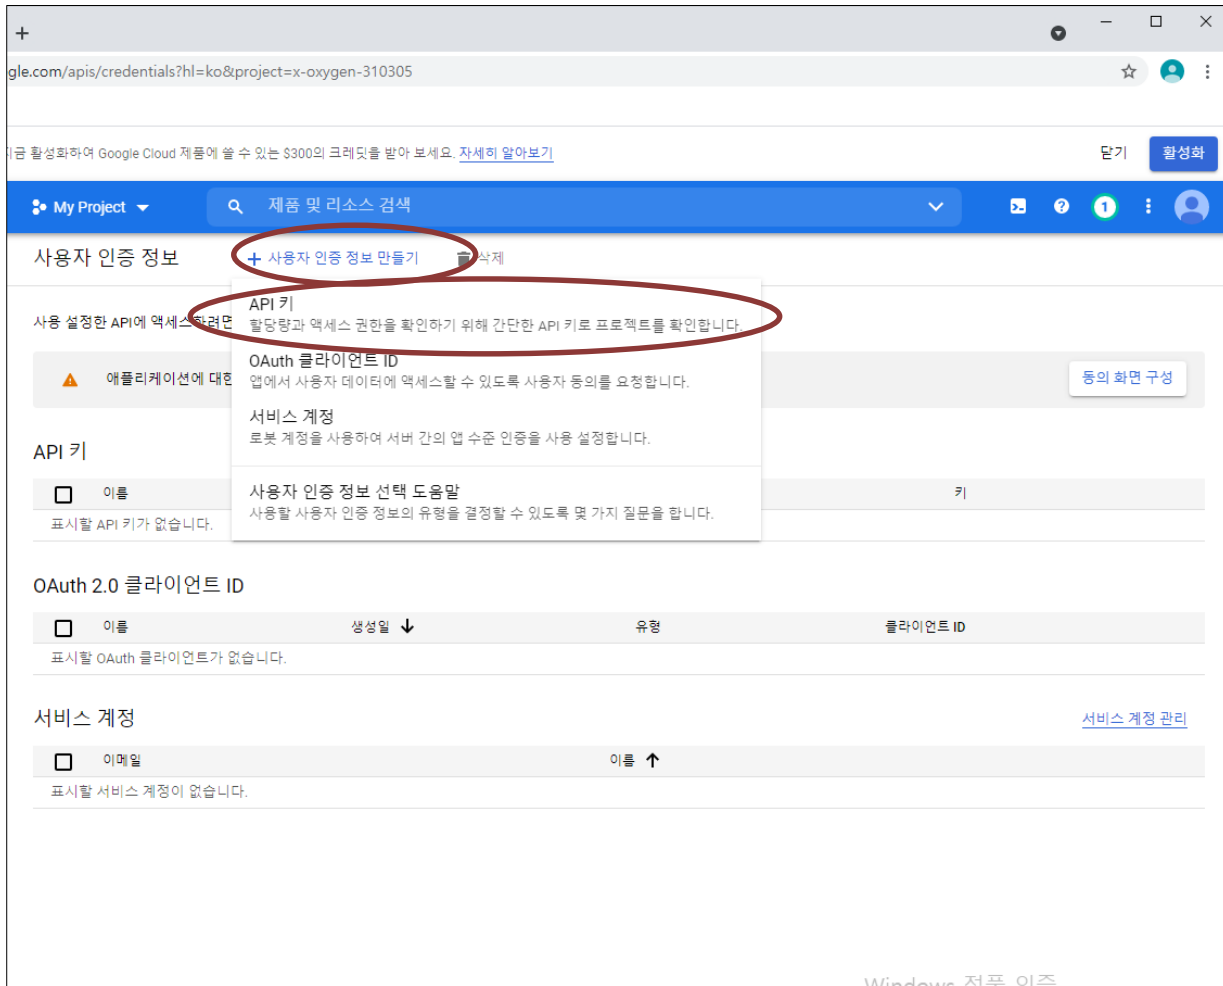 gle.com/apis/credentials?hl=ko&project=x-oxygen-310305
지금 활성화하여 Google Cloud 제품에 쓸 수 있는 $300의 크레딧을 받아 보세요. 자세히 알아보기 닫기 활성화
My Project 제품 및 리소스 검색 1
사용자 인증 정보 + 사용자 인증 정보 만들기 삭제
API 키
사용 설정한 API에 액세스하려면 할당량과 액세스 권한을 확인하기 위해 간단한 API 키로 프로젝트를 확인합니다.
OAuth 클라이언트 ID
애플리케이션에 대한 앱에서 사용자 데이터에 액세스할 수 있도록 사용자 동의를 요청합니다. 동의 화면 구성
서비스 계정
로봇 계정을 사용하여 서버 간의 앱 수준 인증을 사용 설정합니다.
API 키
이름 사용자 인증 정보 선택 도움말 키
사용할 사용자 인증 정보의 유형을 결정할 수 있도록 몇 가지 질문을 합니다.
표시할 API 키가 없습니다.
OAuth 2.0 클라이언트 ID
이름 생성일 유형 클라이언트 ID
표시할 OAuth 클라이언트가 없습니다.
서비스 계정 서비스 계정 관리
이메일 이름
표시할 서비스 계정이 없습니다.
Windows 정품 인증